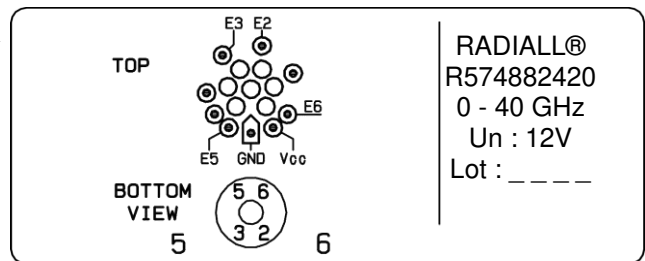 E3 E2
TOP
E6
E5 GND Vcc
BOTTOM
VIEW
5 6
3 2
5 6
RADIALL®
R574882420
0 - 40 GHz
Un : 12V
Lot : _ _ _ _